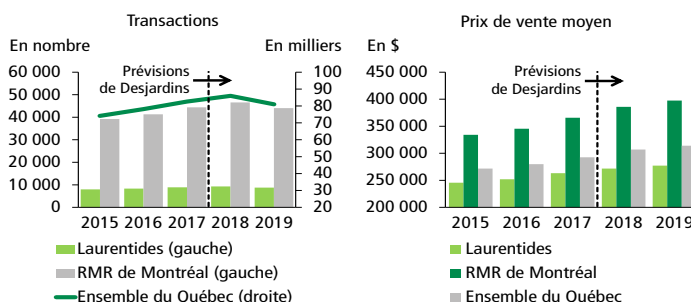 Transactions
En nombre
En milliers
60 000
50 000
40 000
30 000
20 000
10 000
0
100
90
80
70
60
50
40
30
20
Prévisions
de Desjardins
2015 2016 2017 2018 2019
Laurentides (gauche)
RMR de Montréal (gauche)
Ensemble du Québec (droite)
Prix de vente moyen
En $
450 000
400 000
350 000
300 000
250 000
200 000
Prévisions
de Desjardins
2015 2016 2017 2018 2019
Laurentides
RMR de Montréal
Ensemble du Québec